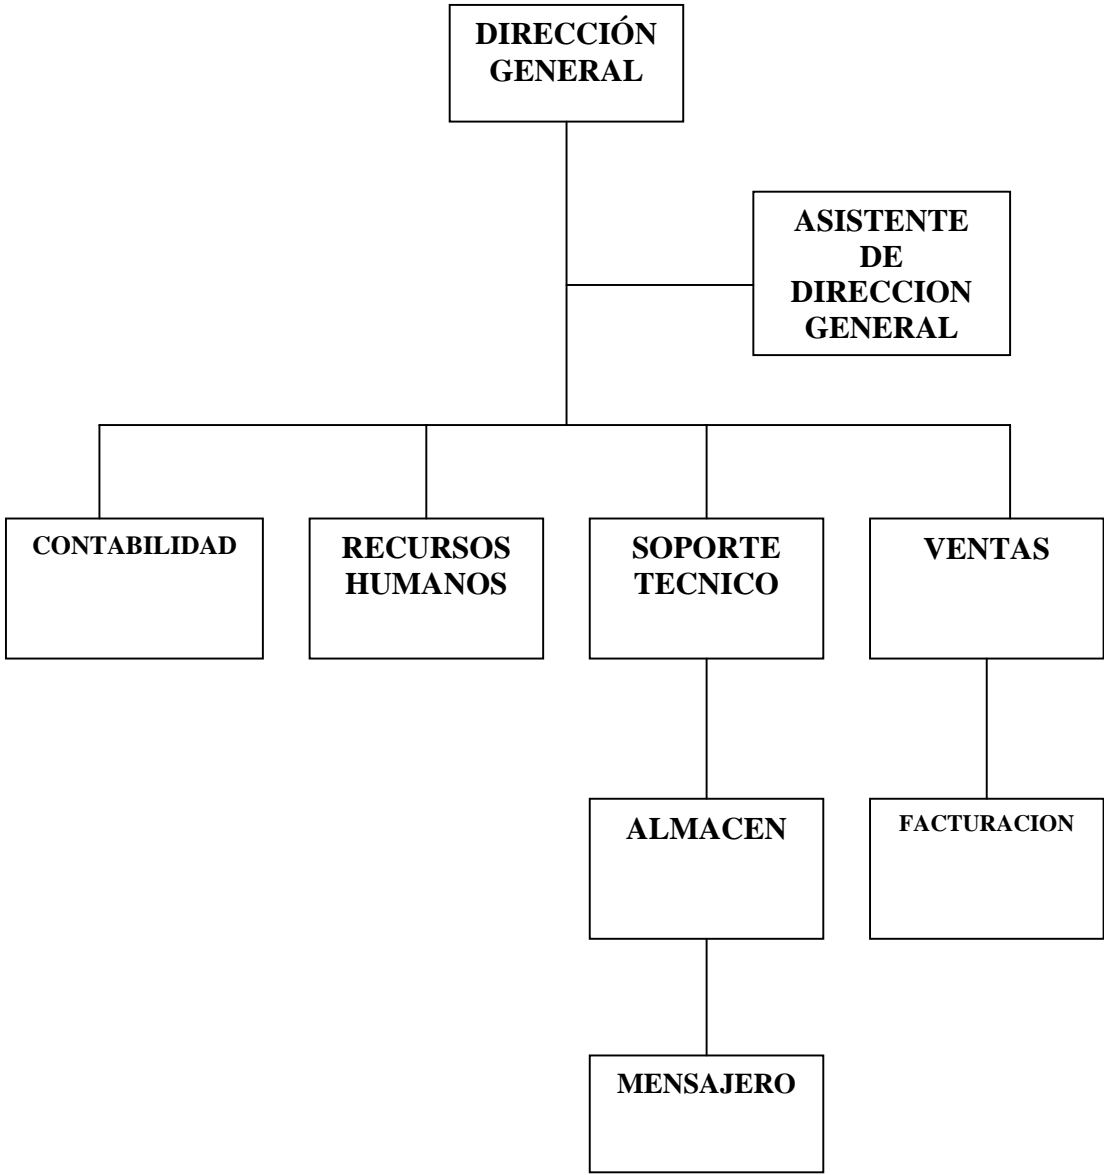 DIRECCIÓN
GENERAL
ASISTENTE
DE
DIRECCION
GENERAL
CONTABILIDAD
RECURSOS
HUMANOS
SOPORTE
TECNICO
VENTAS
ALMACEN
FACTURACION
MENSAJERO